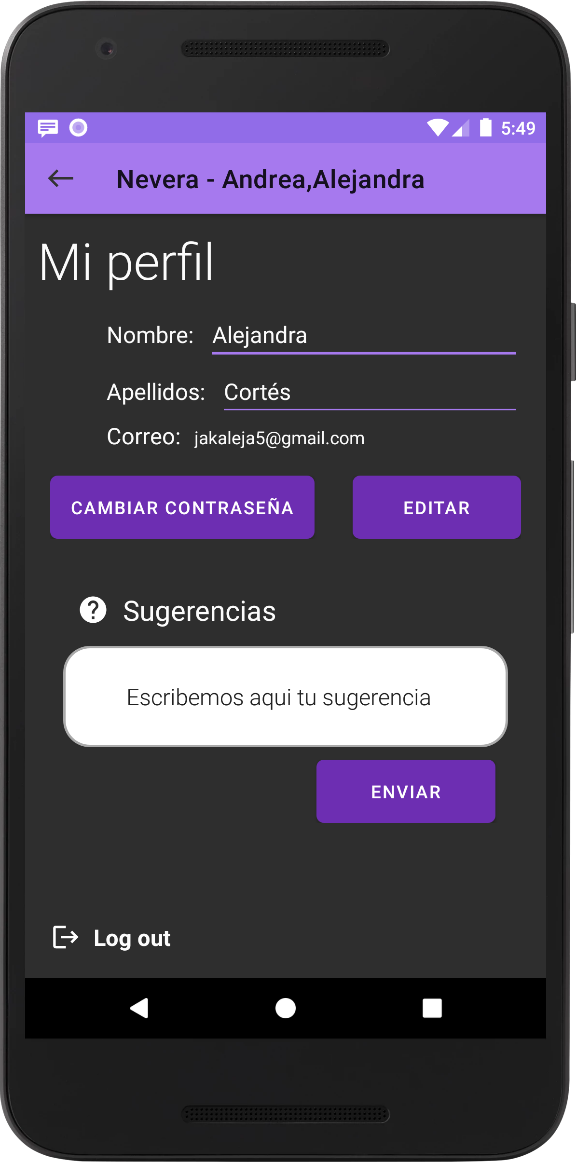 5:49
Nevera - Andrea,Alejandra
Mi perfil
Nombre: Alejandra
Apellidos: Cortés
Correo: jakaleja5@gmail.com
CAMBIAR CONTRASEÑA EDITAR
Sugerencias
Escribemos aqui tu sugerencia
ENVIAR
Log out